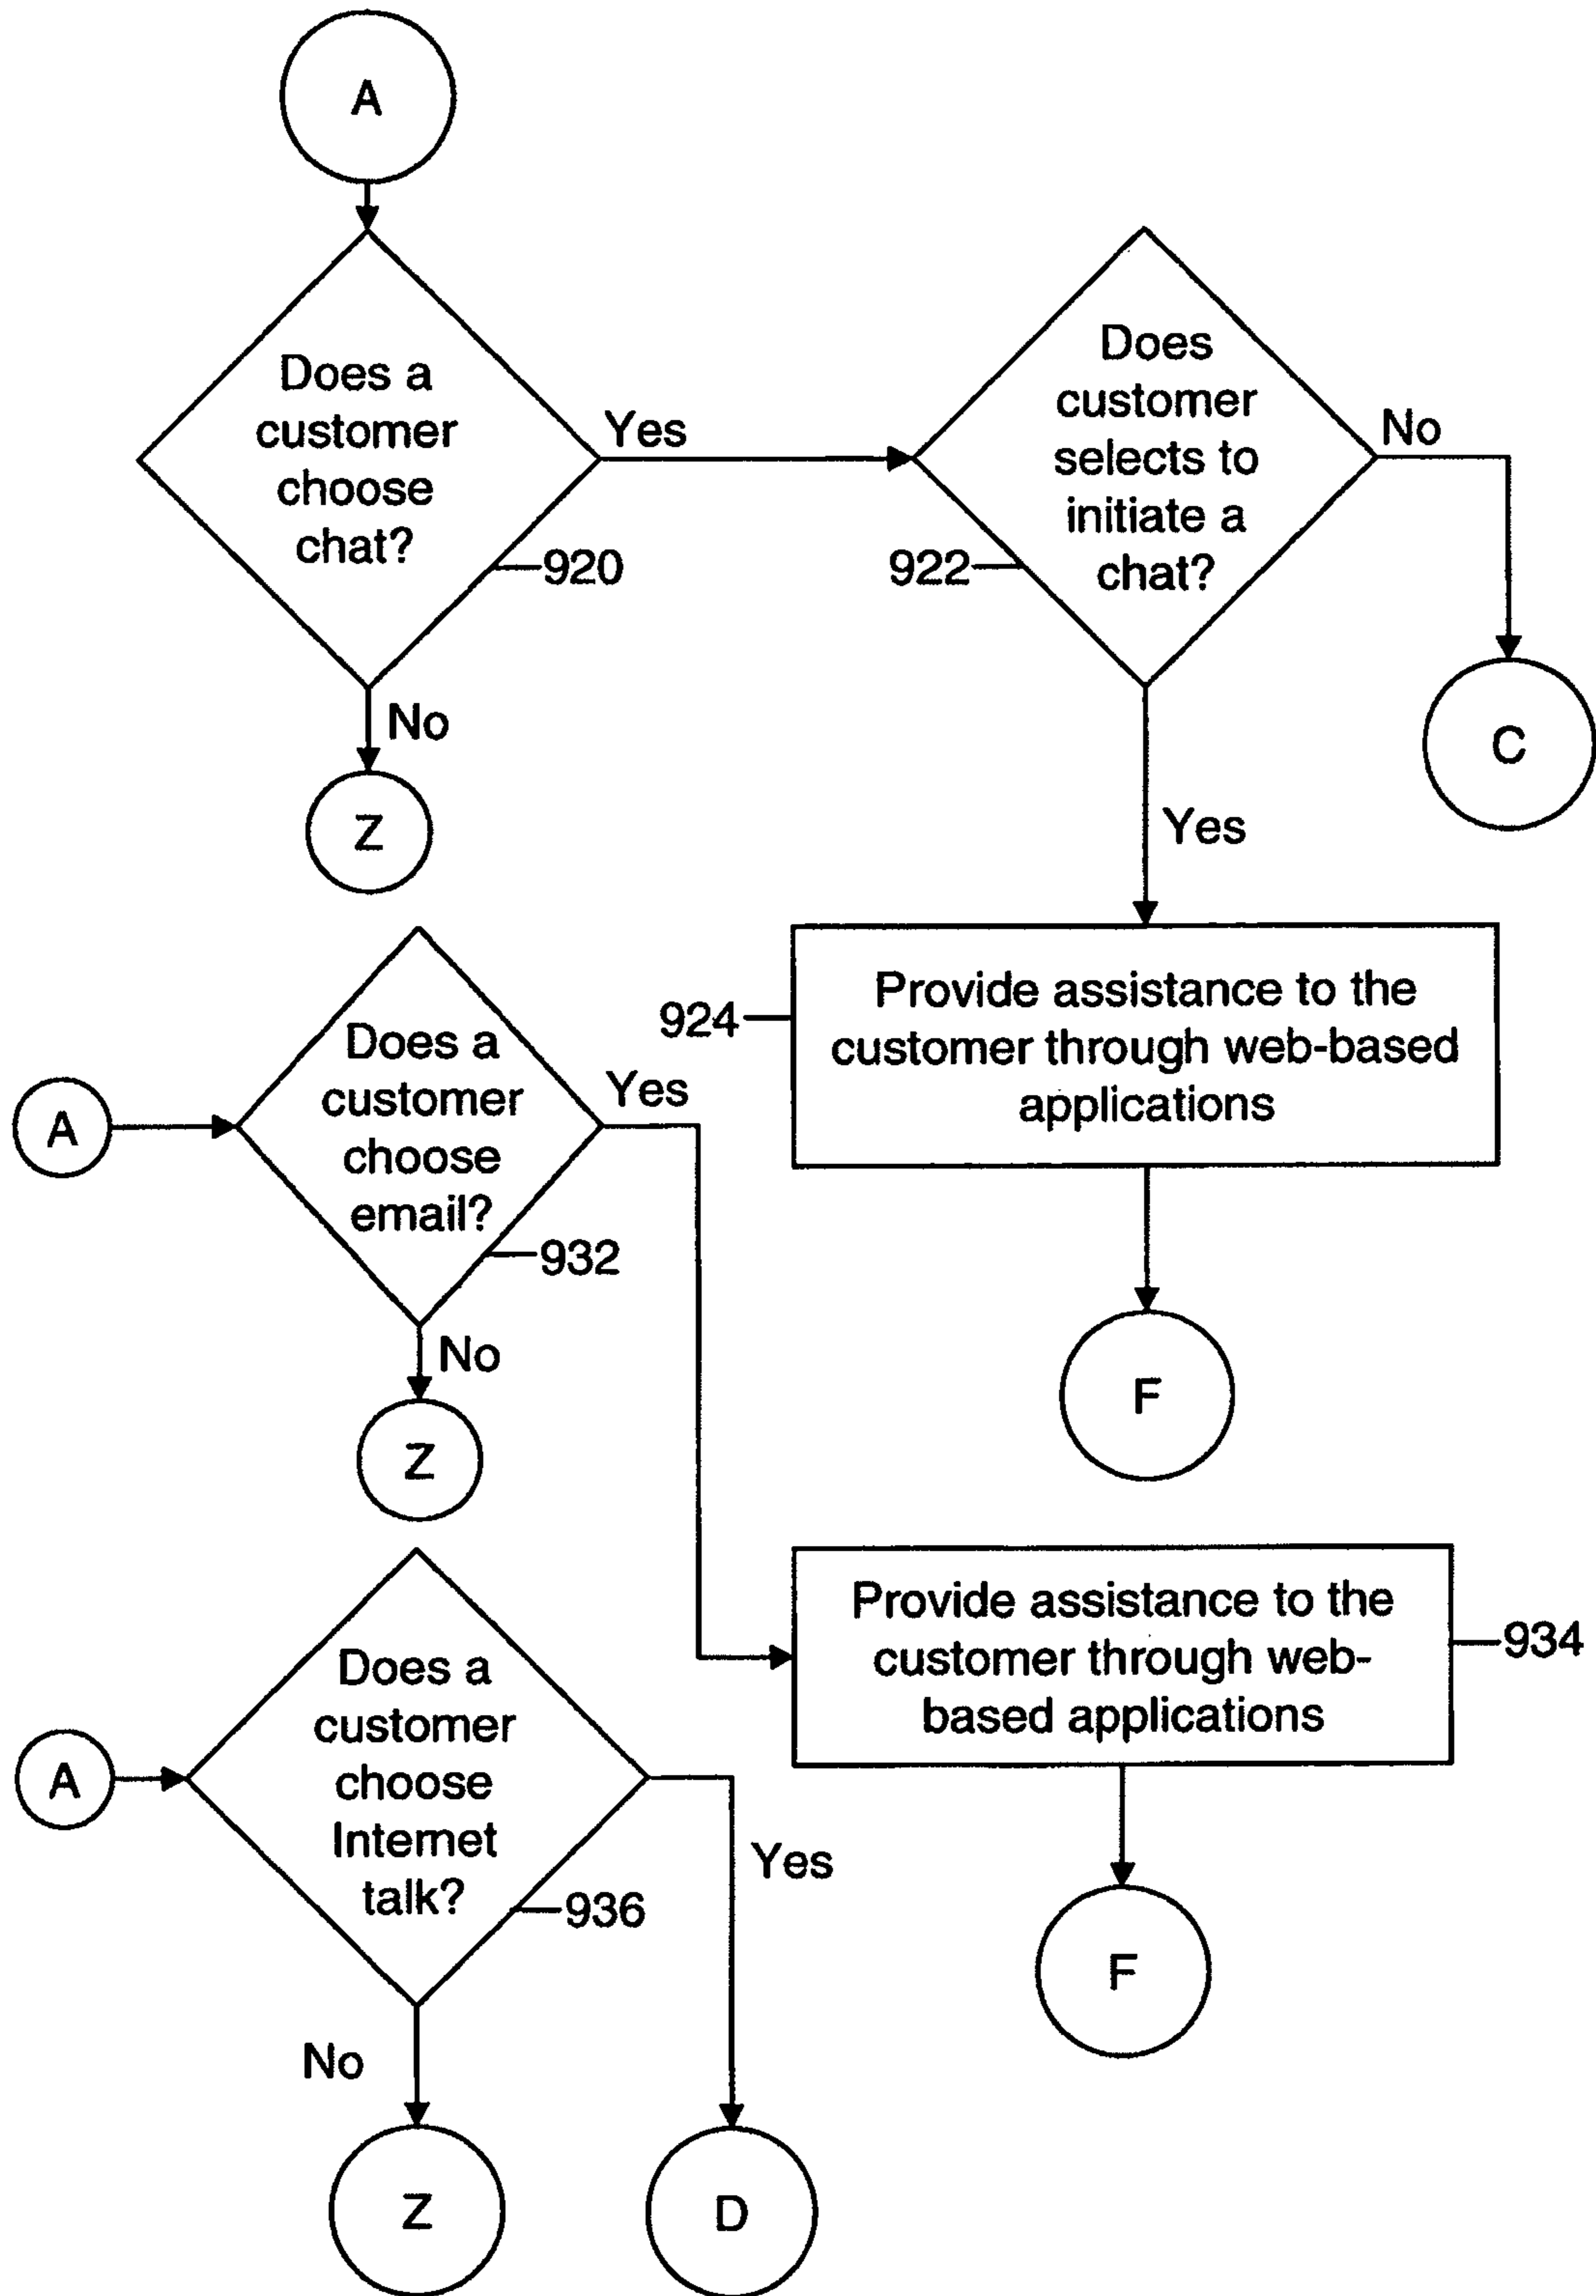 A
Does a
customer
choose
chat?
Yes
920
No
Z
Does
customer
selects to
initiate a
chat?
922
No
C
Yes
924
Provide assistance to the
customer through web-based
applications
F
A
Does a
customer
choose
email?
Yes
932
No
Z
Provide assistance to the
customer through web-
based applications
934
F
A
Does a
customer
choose
Internet
talk?
936
Yes
No
Z
D